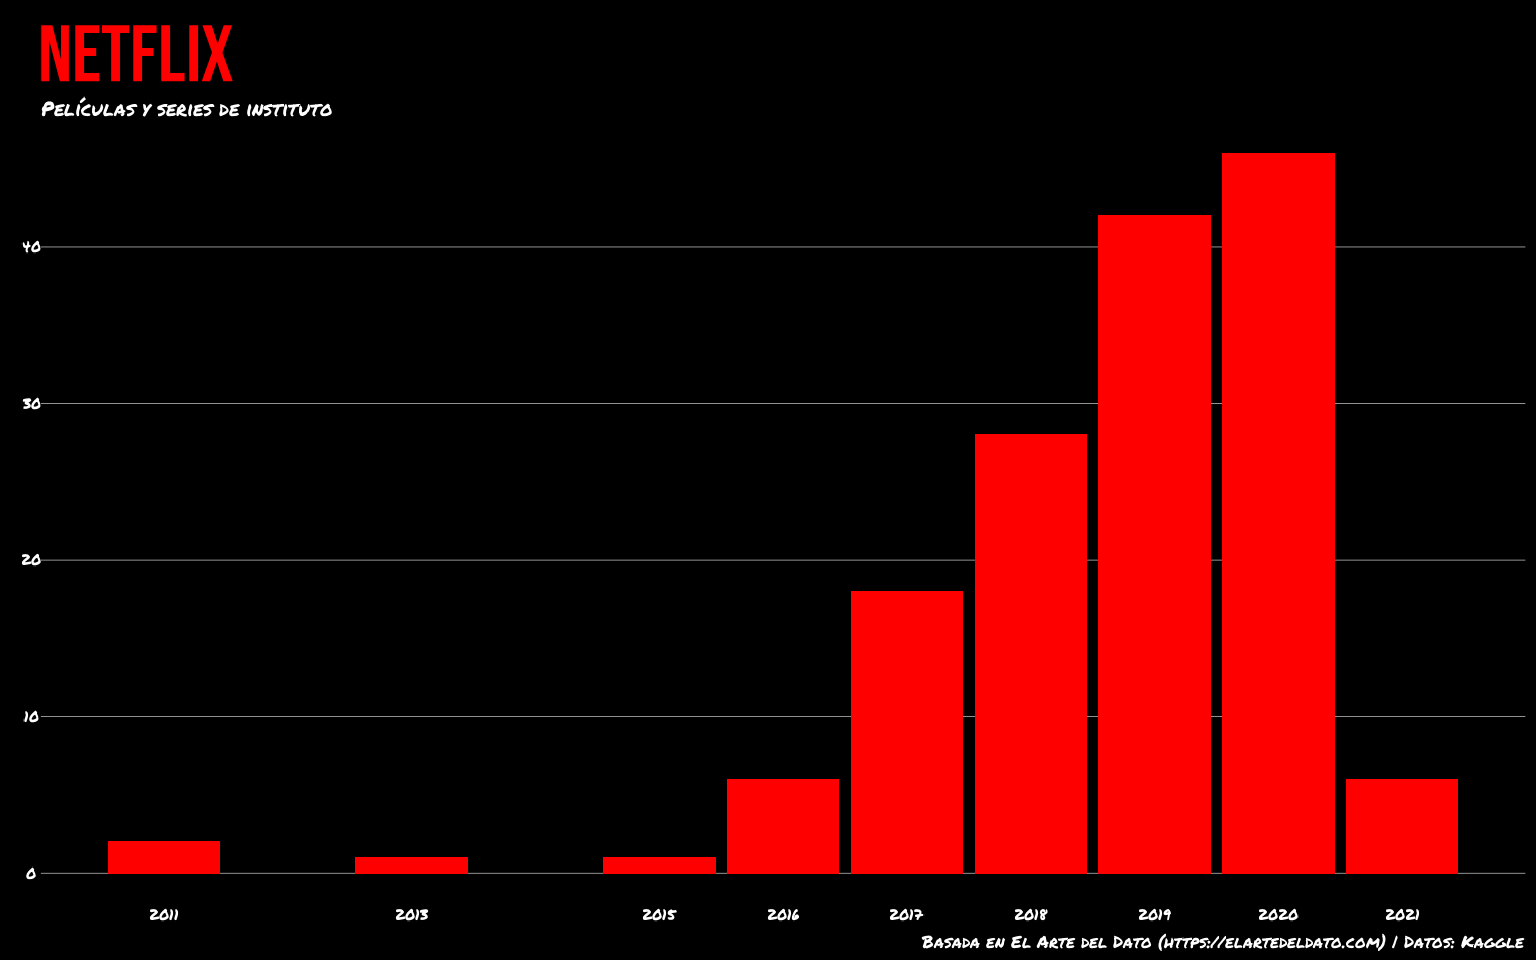 NETFLIX
Películas y series de instituto
40
30
20
10
0
2011 2013 2015 2016 2017 2018 2019 2020 2021
Basada en El Arte del Dato (https://elartedeldato.com) | Datos: Kaggle